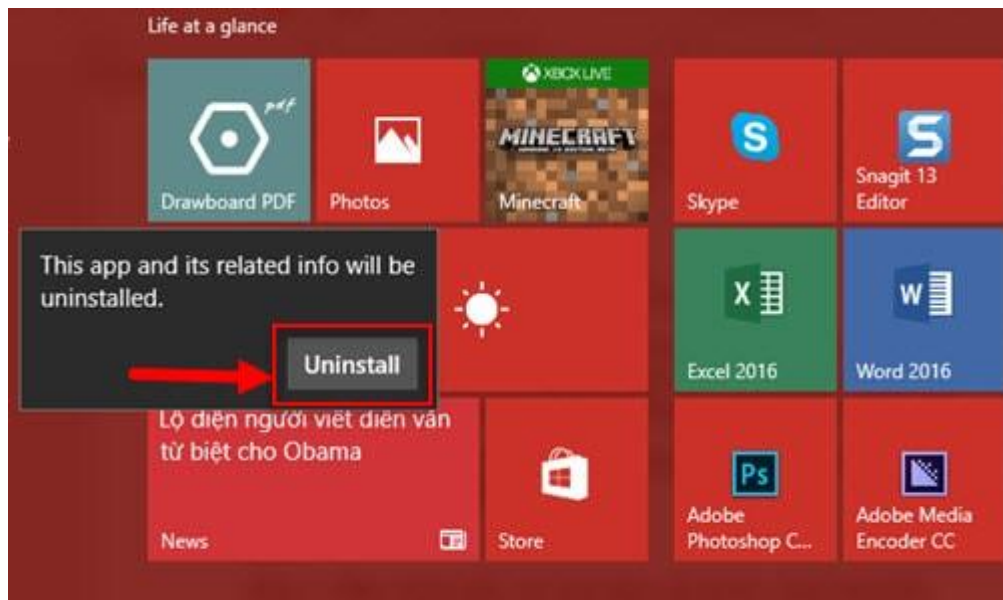 Life at a glance
pdf
Drawboard PDF
Photos
XBOX LIVE
MINECRAFT
Minecraft
Skype
S
Snagit 13
Editor
S
This app and its related info will be
uninstalled.
Uninstall
X
Excel 2016
W
Word 2016
Lộ diện người viết diễn văn
từ biệt cho Obama
News
Store
Ps
Adobe
Photoshop C...
Adobe Media
Encoder CC